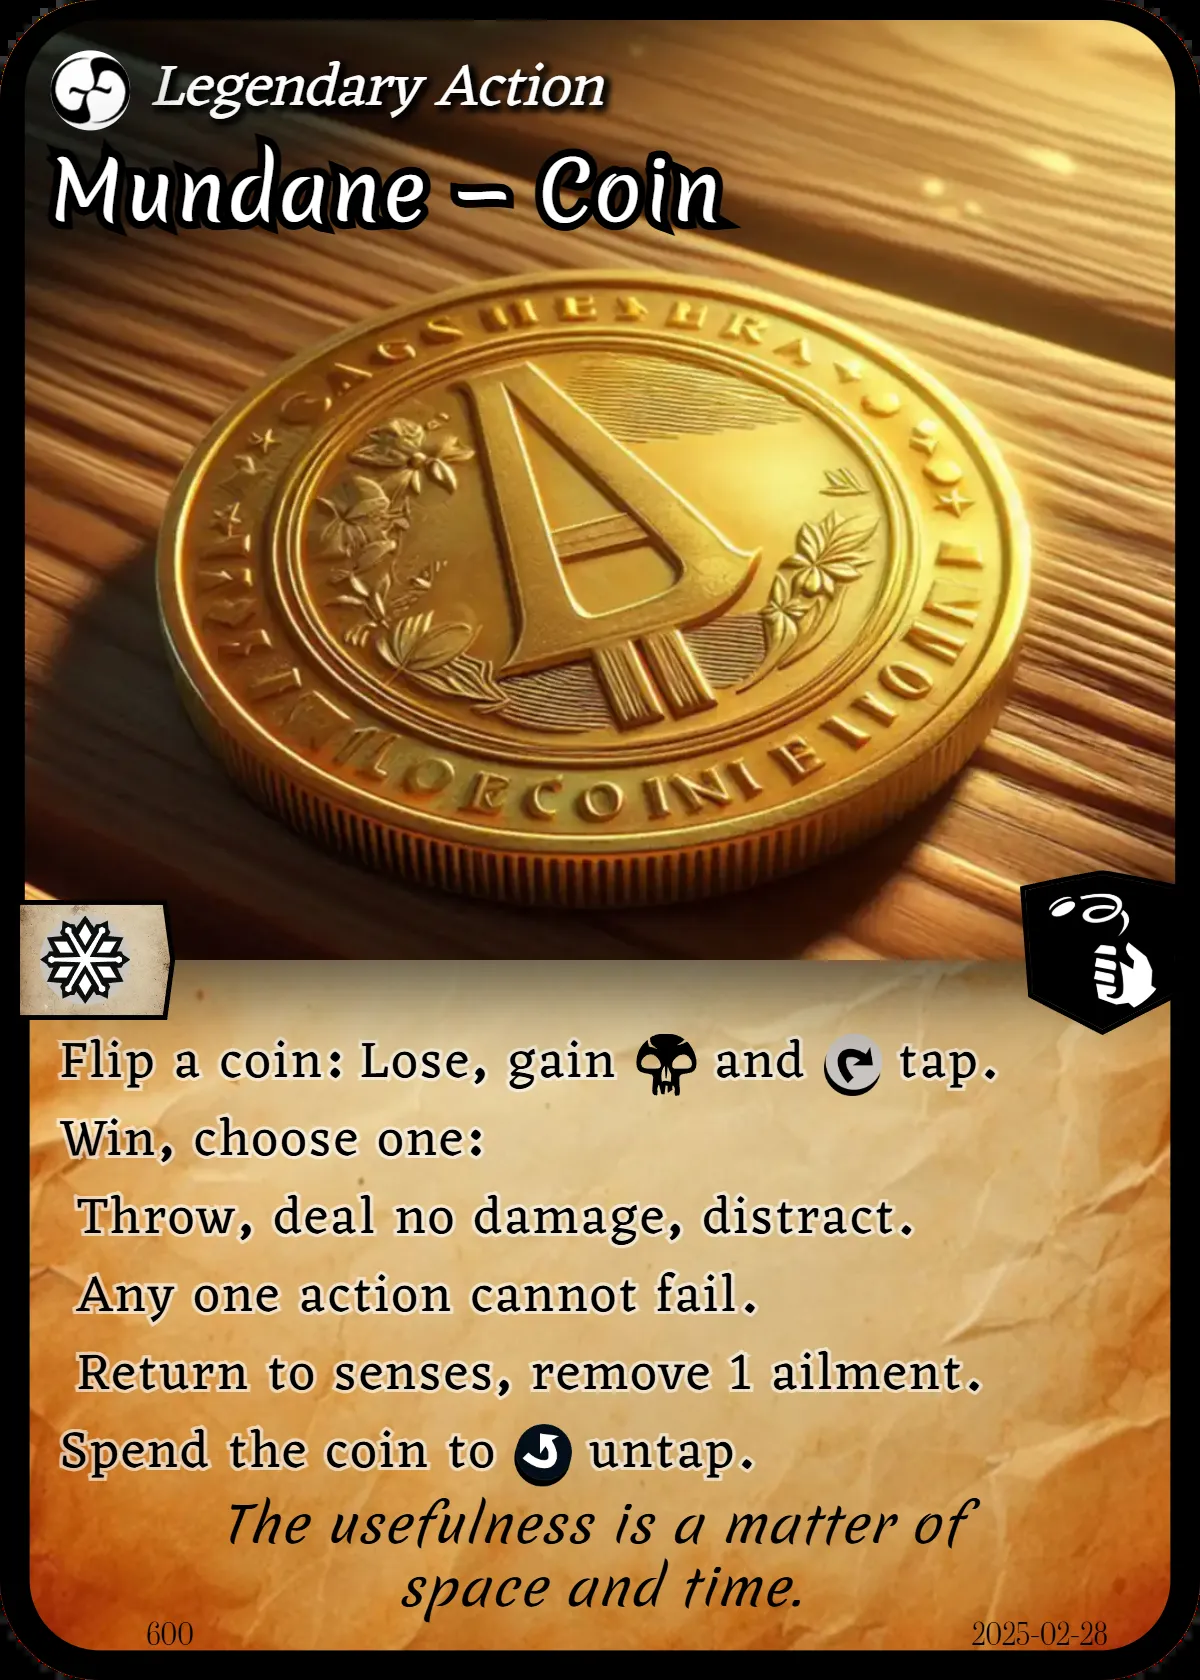 Legendary Action
Mundane – Coin
Flip a coin: Lose, gain and tap.
Win, choose one:
Throw, deal no damage, distract.
Any one action cannot fail.
Return to senses, remove 1 ailment.
Spend the coin to untap.
The usefulness is a matter of
space and time.
600
2025-02-28